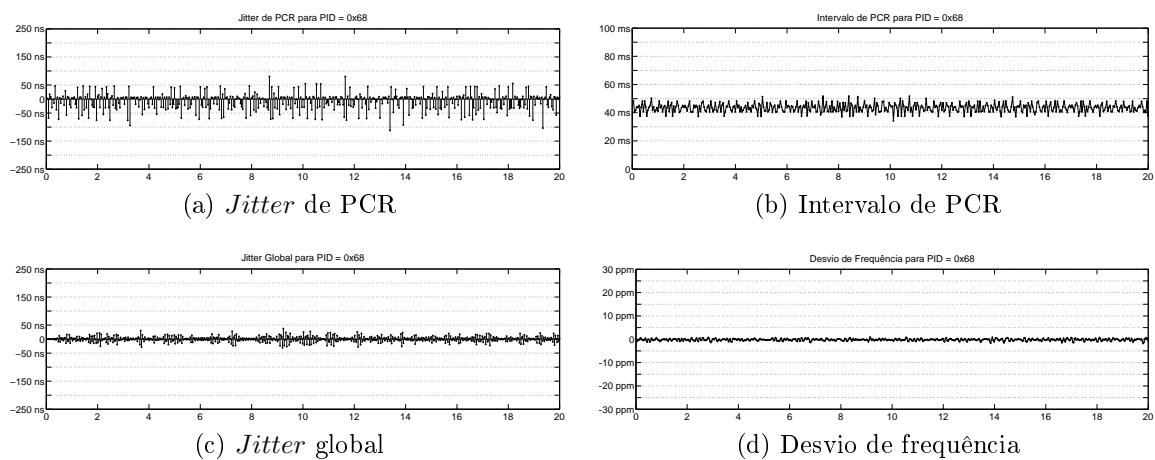 Jitter de PCR para PID = 0x68
250 ns
150 ns
50 ns
0
−50 ns
−150 ns
−250 ns
0 2 4 6 8 10 12 14 16 18 20
(a) Jitter de PCR
Intervalo de PCR para PID = 0x68
100 ms
80 ms
60 ms
40 ms
20 ms
0
0 2 4 6 8 10 12 14 16 18 20
(b) Intervalo de PCR
Jitter Global para PID = 0x68
250 ns
150 ns
50 ns
0
−50 ns
−150 ns
−250 ns
0 2 4 6 8 10 12 14 16 18 20
(c) Jitter global
Desvio de Frequência para PID = 0x68
30 ppm
20 ppm
10 ppm
0
-10 ppm
-20 ppm
-30 ppm
0 2 4 6 8 10 12 14 16 18 20
(d) Desvio de frequência